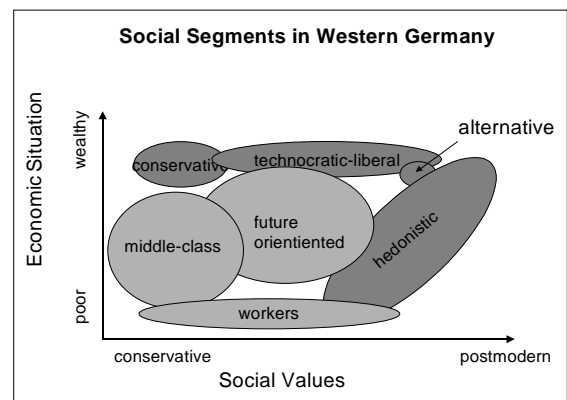 Social Segments in Western Germany
alternative
wealthy
conservative
technocratic-liberal
Economic Situation
future
orientiented
middle-class
hedonistic
poor
workers
conservative
postmodern
Social Values